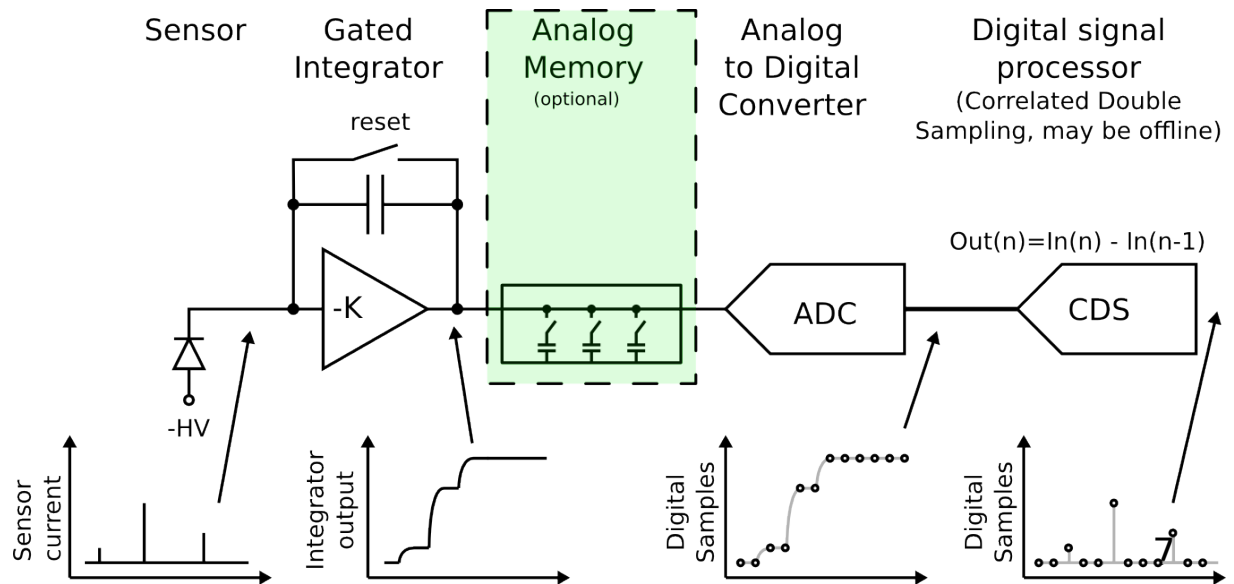 Sensor
Gated
Integrator
Analog
Memory
(optional)
Analog
to Digital
Converter
Digital signal
processor
(Correlated Double
Sampling, may be offline)
reset
Out(n)=In(n) - In(n-1)
-K
ADC
CDS
-HV
Sensor
current
Integrator
output
Digital
Samples
Digital
Samples
7